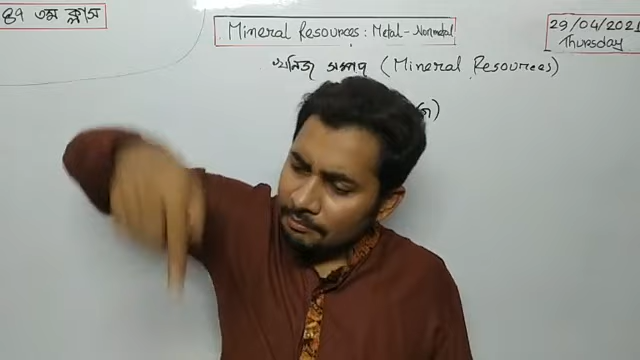 ৪৭ তম ক্লাস
Mineral Resources: Metal-Nonmetal
29/04/2021
Thursday
খনিজ সম্পদ (Mineral Resources)